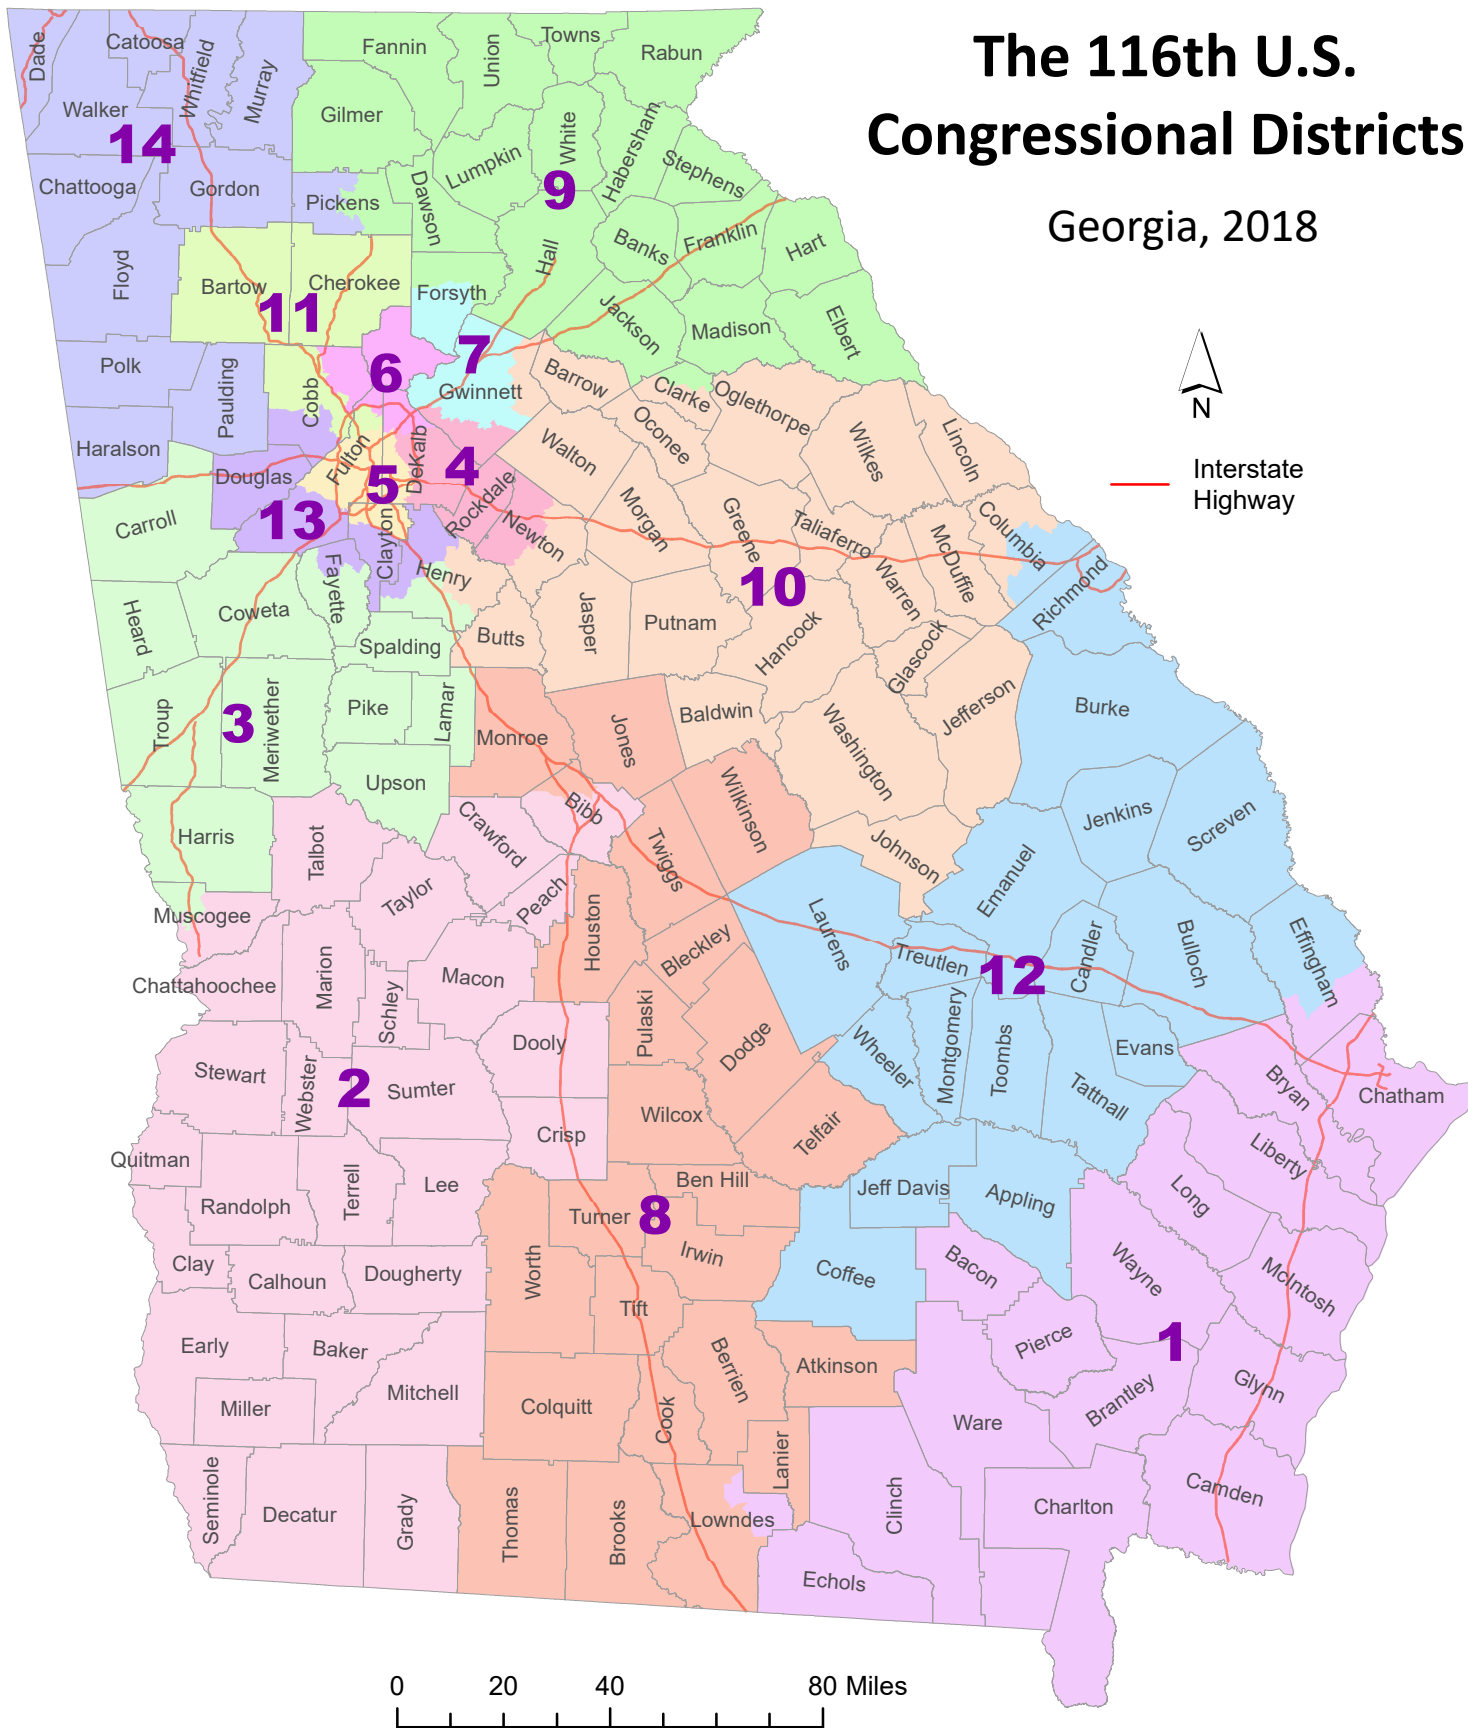 The 116th U.S.
Congressional Districts
Georgia, 2018
N
Interstate
Highway
Dade
Catoosa
Whitfield
Murray
Walker
14
Chattooga
Gordon
Floyd
Polk
Paulding
Haralson
Fannin
Union
Towns
Rabun
Gilmer
White
Habersham
Lumpkin
Stephens
Pickens
Dawson
9
Hall
Banks
Franklin
Hart
Bartow
Cherokee
11
Forsyth
Jackson
Madison
Elbert
7
6
Gwinnett
Cobb
Barrow
Clarke
Oglethorpe
Oconee
Wilkes
Lincoln
Walton
Fulton
DeKalb
4
5
Douglas
13
Rockdale
Newton
Clayton
Carroll
Fayette
Henry
Morgan
Greene
Taliaferro
McDuffie
Columbia
10
Warren
Richmond
Heard
Coweta
Spalding
Butts
Jasper
Putnam
Hancock
Glascock
Jefferson
Burke
Troup
3
Meriwether
Pike
Lamar
Monroe
Jones
Baldwin
Washington
Upson
Wilkinson
Harris
Talbot
Crawford
Bibb
Twiggs
Johnson
Jenkins
Screven
Emanuel
Muscogee
Taylor
Peach
Houston
Bleckley
Laurens
Treutlen
12
Candler
Bulloch
Effingham
Chattahoochee
Marion
Schley
Macon
Pulaski
Dodge
Wheeler
Montgomery
Toombs
Evans
Tattnall
Stewart
Webster
2
Sumter
Dooly
Wilcox
Telfair
Bryan
Chatham
Crisp
Quitman
Randolph
Terrell
Lee
Ben Hill
Jeff Davis
Appling
Long
Liberty
Turner
8
Irwin
Clay
Calhoun
Dougherty
Worth
Tift
Coffee
Bacon
Wayne
McIntosh
Early
Baker
Mitchell
Miller
Berrien
Atkinson
Pierce
1
Brantley
Glynn
Colquitt
Cook
Ware
Seminole
Decatur
Grady
Thomas
Brooks
Lanier
Lowndes
Clinch
Charlton
Camden
Echols
0 20 40 80 Miles